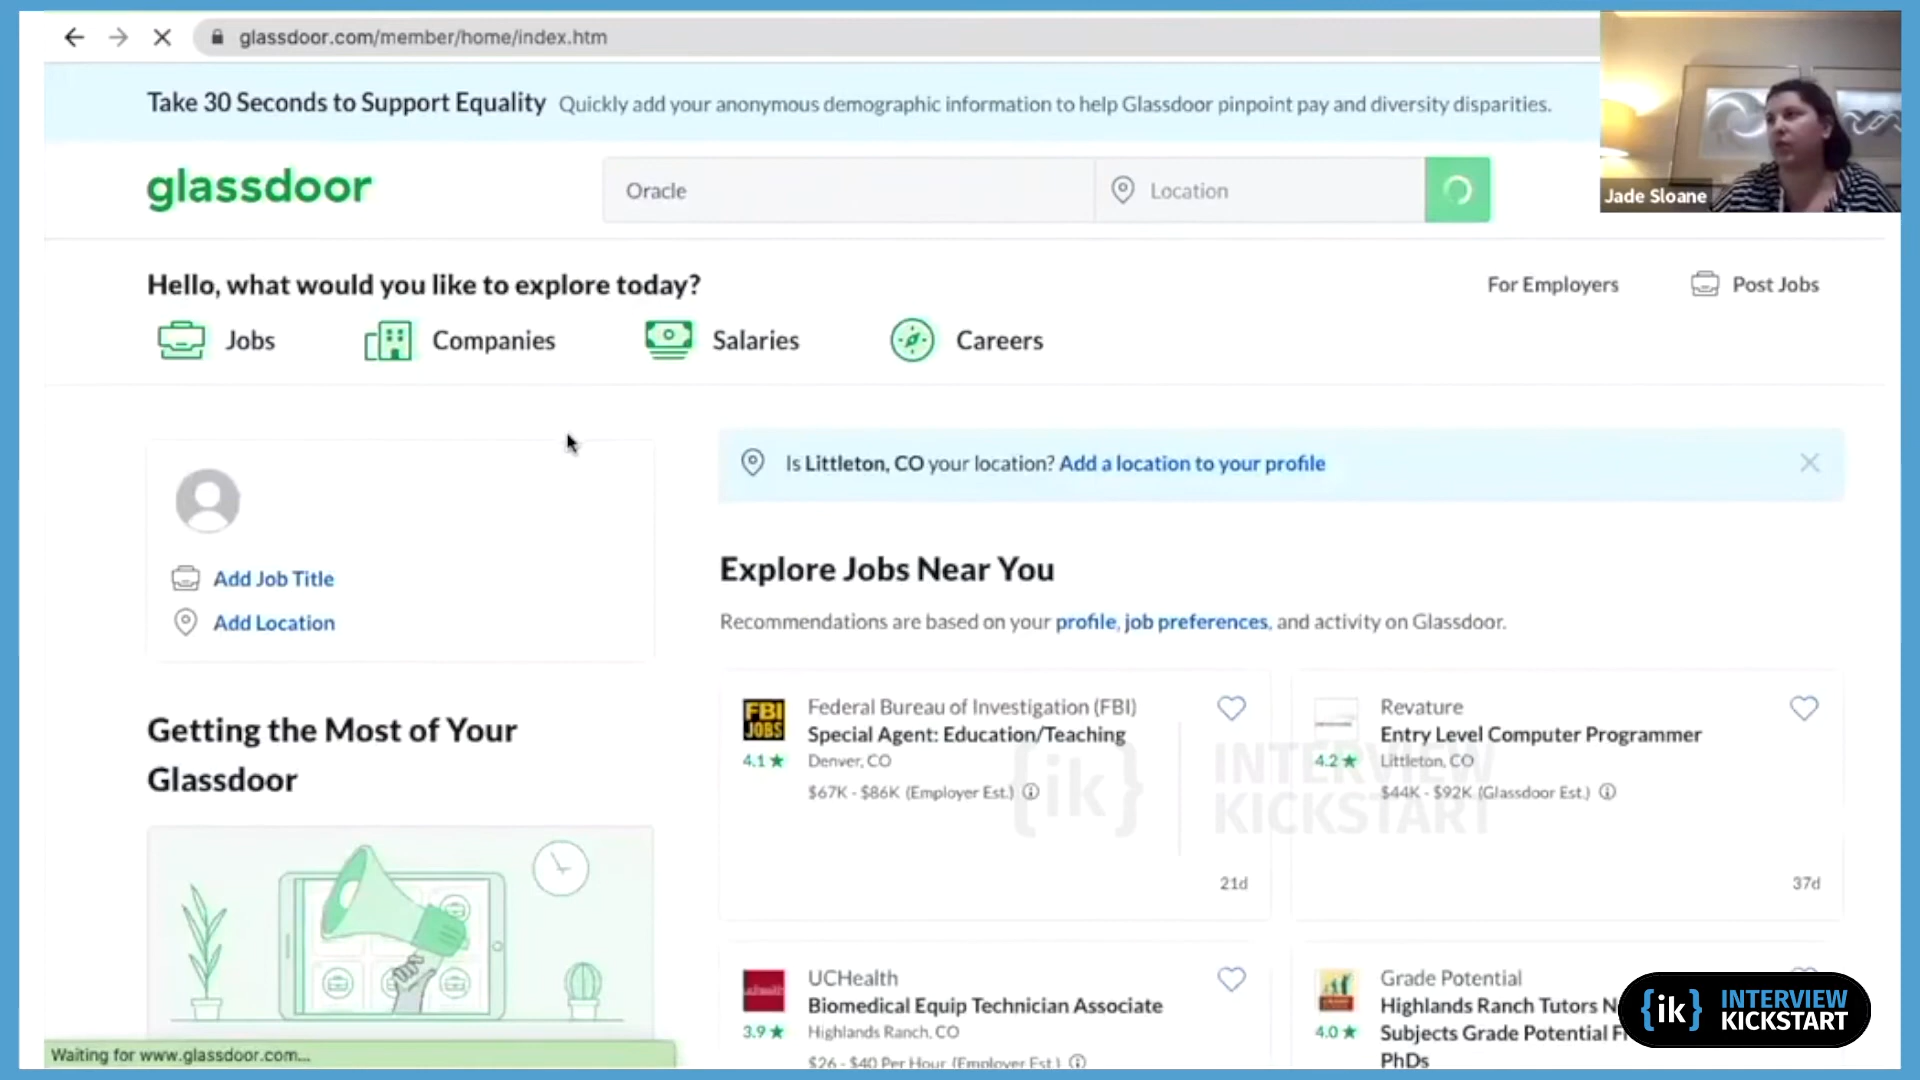 glassdoor.com/member/home/index.htm
Take 30 Seconds to Support Equality Quickly add your anonymous demographic information to help Glassdoor pinpoint pay and diversity disparities.
glassdoor
Oracle
Location
Jade Sloane
Hello, what would you like to explore today?
For Employers
Post Jobs
Jobs
Companies
Salaries
Careers
Is Littleton, CO your location? Add a location to your profile
Add Job Title
Add Location
Explore Jobs Near You
Recommendations are based on your profile, job preferences, and activity on Glassdoor.
Getting the Most of Your
Glassdoor
FBI
JOBS
4.1 ★
Federal Bureau of Investigation (FBI)
Special Agent: Education/Teaching
Denver, CO
$67K - $86K (Employer Est.)
21d
4.2 ★
Revature
Entry Level Computer Programmer
Littleton, CO
$44K - $92K (Glassdoor Est.)
37d
{ik} INTERVIEW
KICKSTART
uchealth
3.9 ★
UCHealth
Biomedical Equip Technician Associate
Highlands Ranch, CO
$26 - $40 Per Hour (Employer Est.)
4.0 ★
Grade Potential
Highlands Ranch Tutors
Subjects Grade Potential
PhDs
{ik} INTERVIEW
KICKSTART
Waiting for www.glassdoor.com...